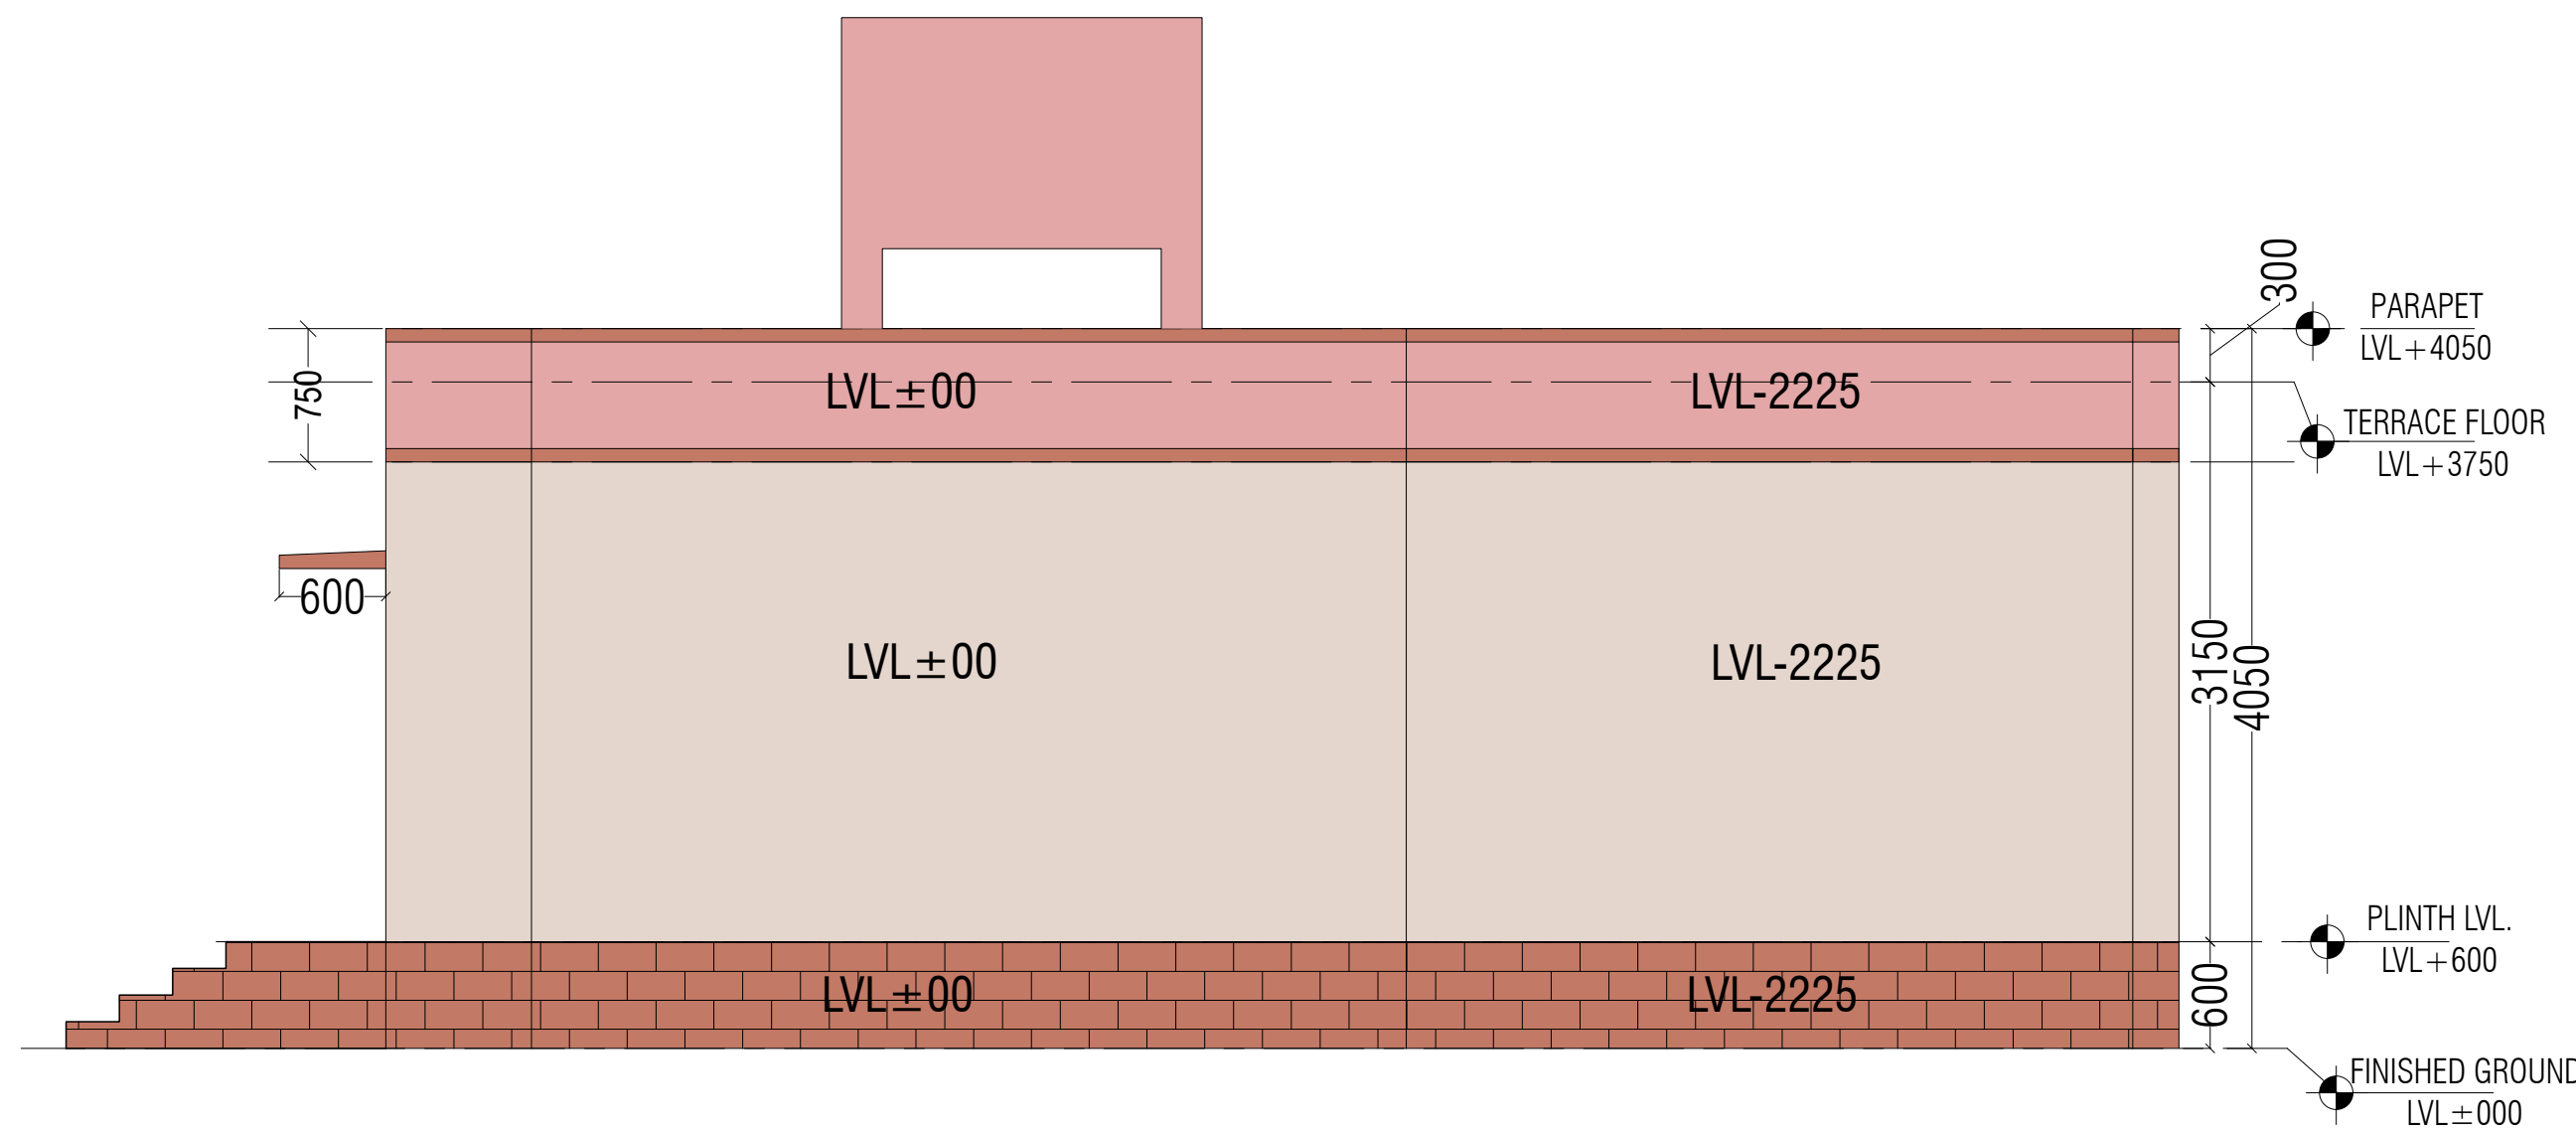 300
PARAPET
LVL+4050
750
LVL±00
LVL-2225
TERRACE FLOOR
LVL+3750
600
LVL±00
LVL-2225
3150
4050
PLINTH LVL.
LVL+600
LVL±00
LVL-2225
600
FINISHED GROUND
LVL±000